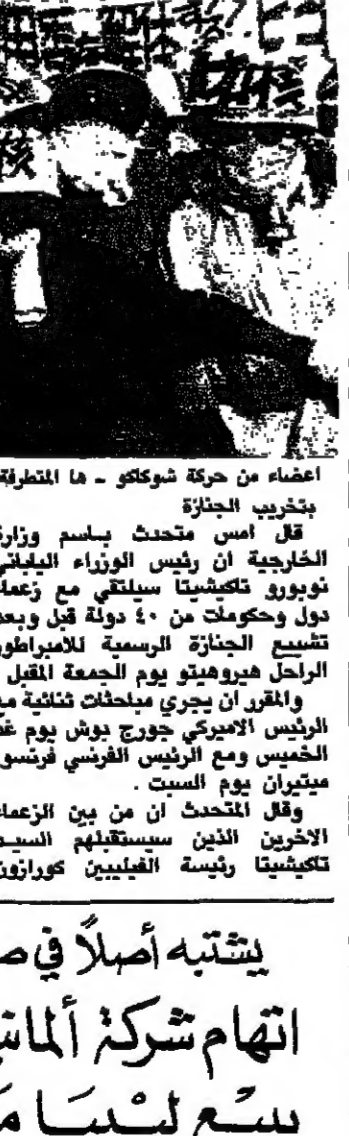 اعضاء من حركة شوكاكو - ها المتطرفة
بتخريب الجنازة
قال امس متحدث باسم وزارة
الخارجية ان رئيس الوزراء الياباني
نوبورو تاكيشيتا سيلتقي مع زعماء
دول وحكومات من ٤٠ دولة قبل وبعد
تشييع الجنازة الرسمية للامبراطور
الراحل هيروهيتو يوم الجمعة المقبل
والمقرر ان يجري مباحثات ثنائية مع
الرئيس الاميركي جورج بوش يوم غد
الخميس ومع الرئيس الفرنسي فرنسوا
ميتيران يوم السبت .
وقال المتحدث ان من بين الزعماء
الاخرين الذين سيستقبلهم السيد
تاكيشيتا رئيسة الفيليبين كورازون
يشتبه أصلاً في
اتهام شركة ألمانية
ببيع ليبيا